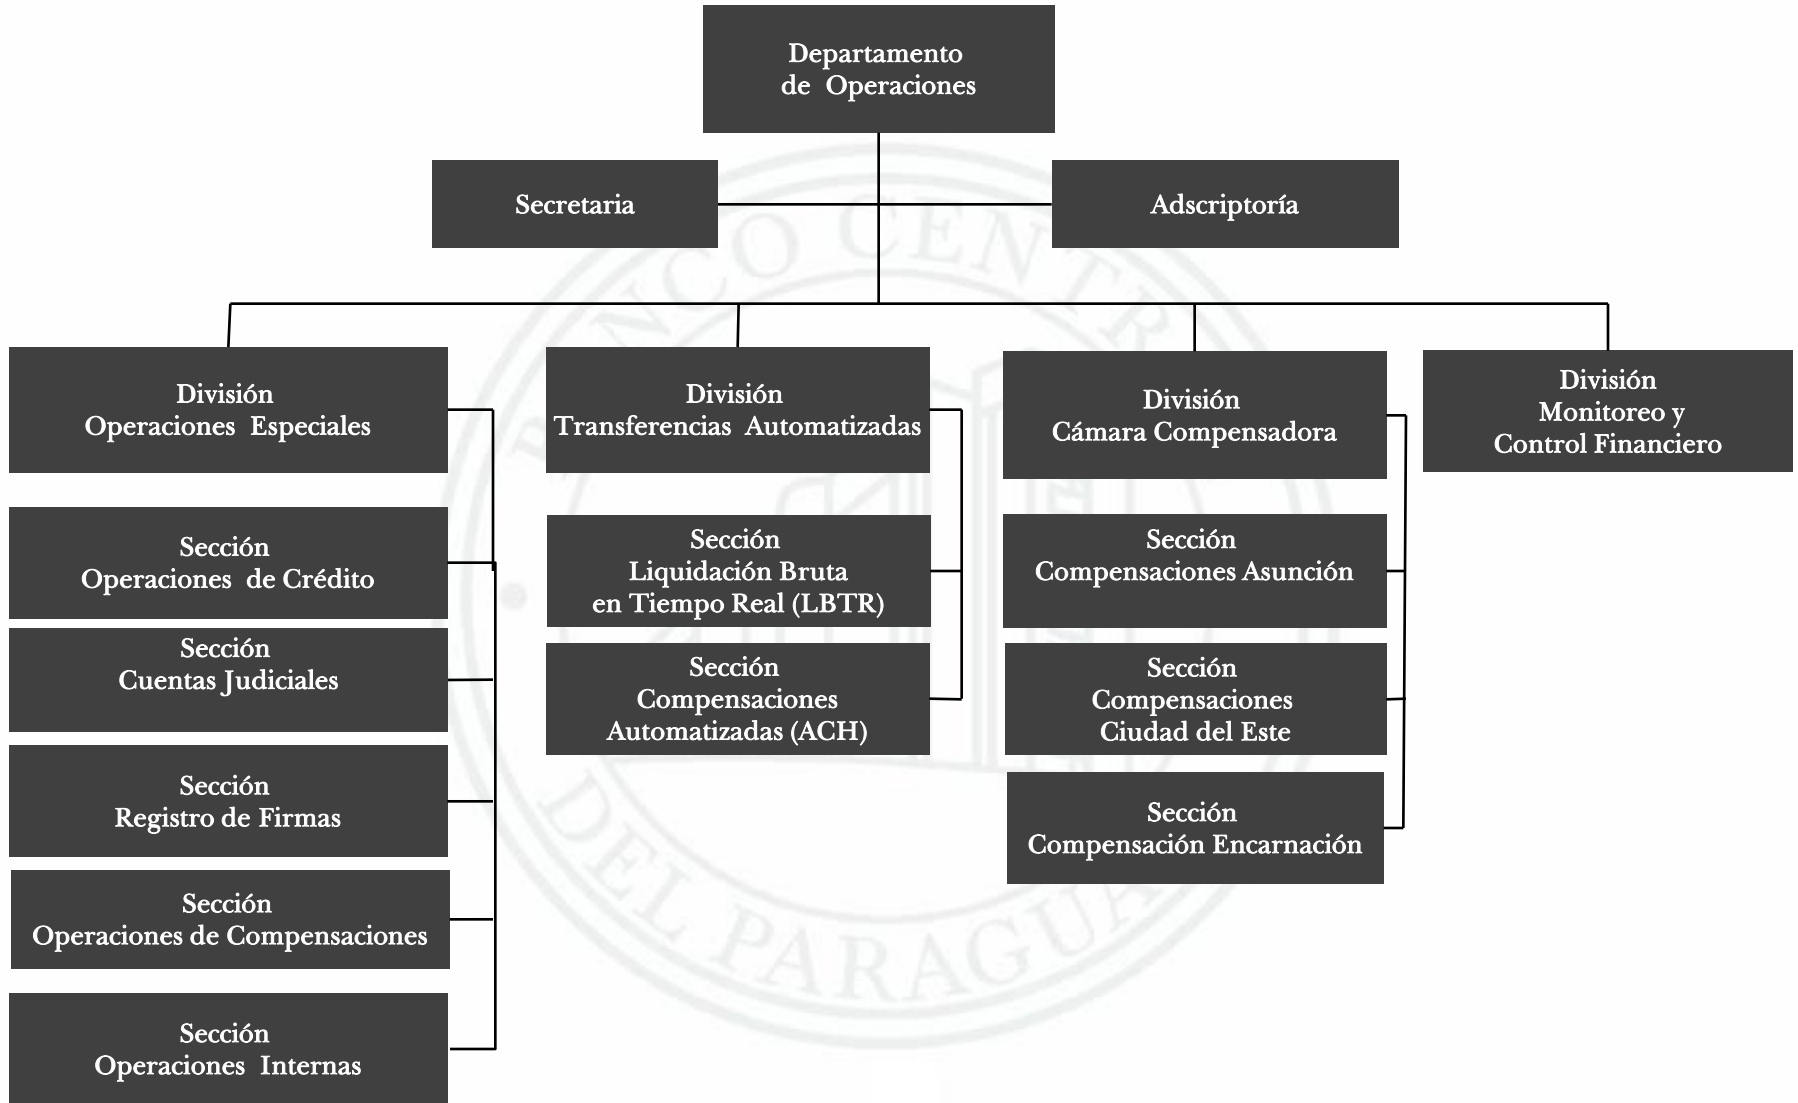 Departamento
de Operaciones
Secretaria
Adscriptoría
División
Operaciones Especiales
Sección
Operaciones de Crédito
Sección
Cuentas Judiciales
Sección
Registro de Firmas
Sección
Operaciones de Compensaciones
Sección
Operaciones Internas
División
Transferencias Automatizadas
Sección
Liquidación Bruta
en Tiempo Real (LBTR)
Sección
Compensaciones
Automatizadas (ACH)
División
Cámara Compensadora
Sección
Compensaciones Asunción
Sección
Compensaciones
Ciudad del Este
Sección
Compensación Encarnación
División
Monitoreo y
Control Financiero
DEL PARAGUAY